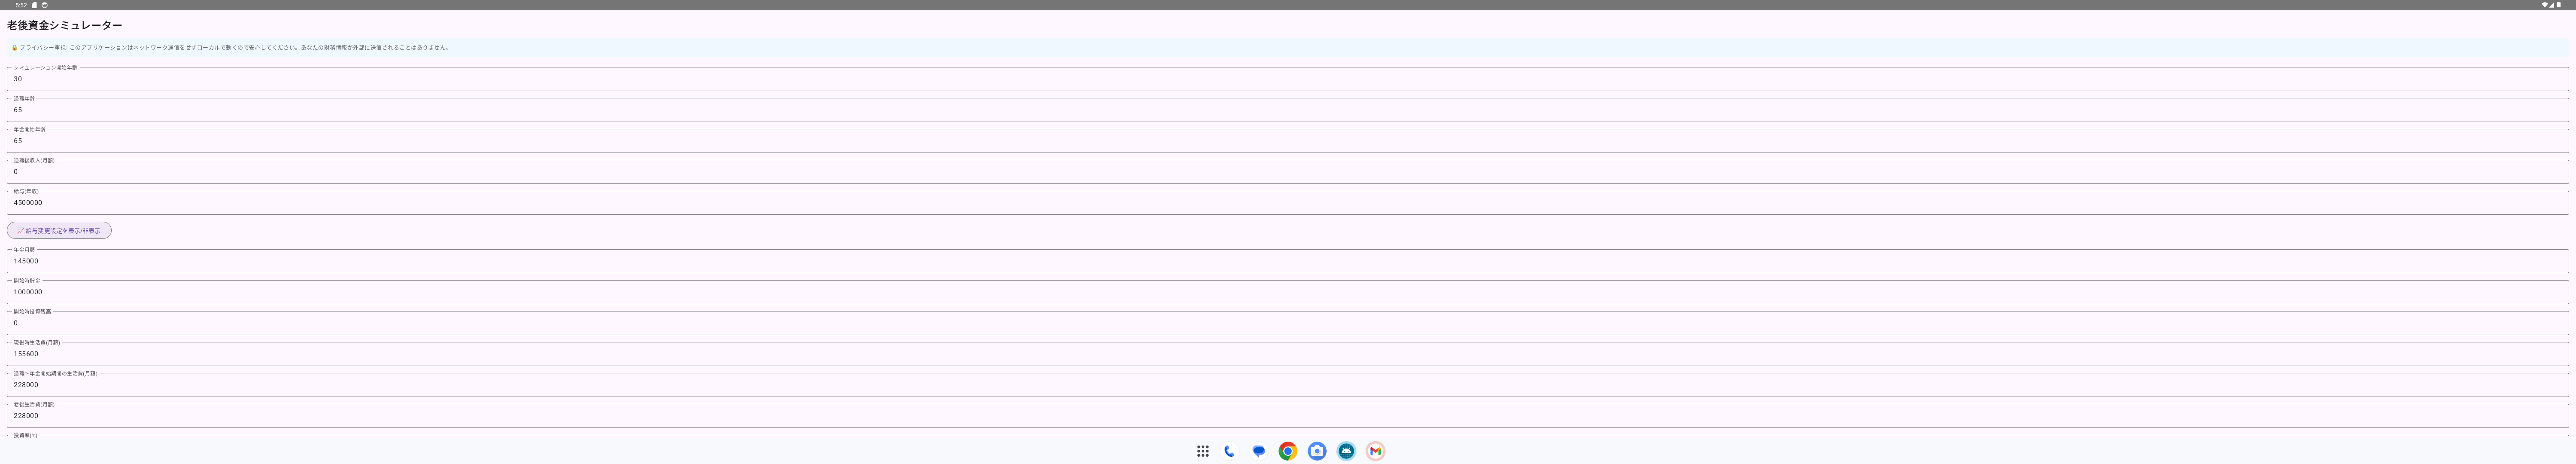 5:52
老後資金シミュレーター
🔒 プライバシー重視: このアプリケーションはネットワーク通信をせずローカルで動くので安心してください。あなたの財務情報が外部に送信されることはありません。
シミュレーション開始年齢
30
退職年齢
65
年金開始年齢
65
退職後収入(月額)
0
給与(年収)
4500000
📈 給与変更設定を表示/非表示
年金月額
145000
開始時貯金
1000000
開始時投資残高
0
現役時生活費(月額)
155600
退職〜年金開始期間の生活費(月額)
228000
老後生活費(月額)
228000
投資率(%)